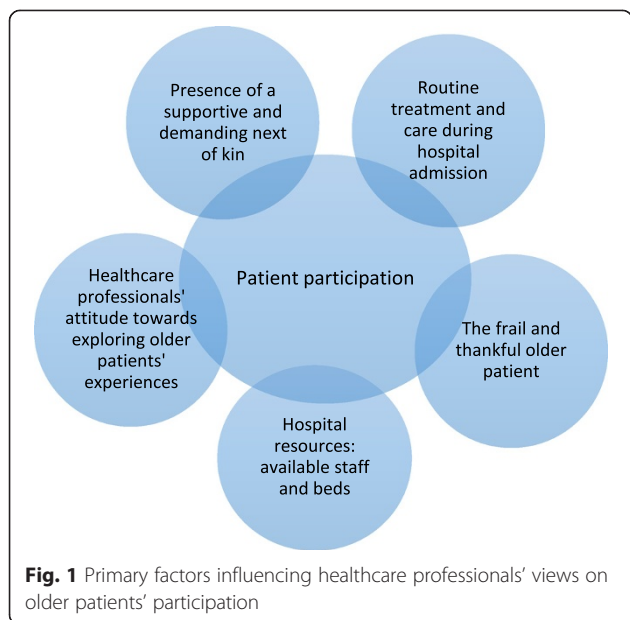 Presence of a
supportive and
demanding next
of kin
Routine
treatment and
care during
hospital
admission
Healthcare
professionals'
attitude towards
exploring older
patients'
experiences
Patient participation
The frail and
thankful older
patient
Hospital
resources:
available staff
and beds
Fig. 1 Primary factors influencing healthcare professionals’ views on
older patients’ participation